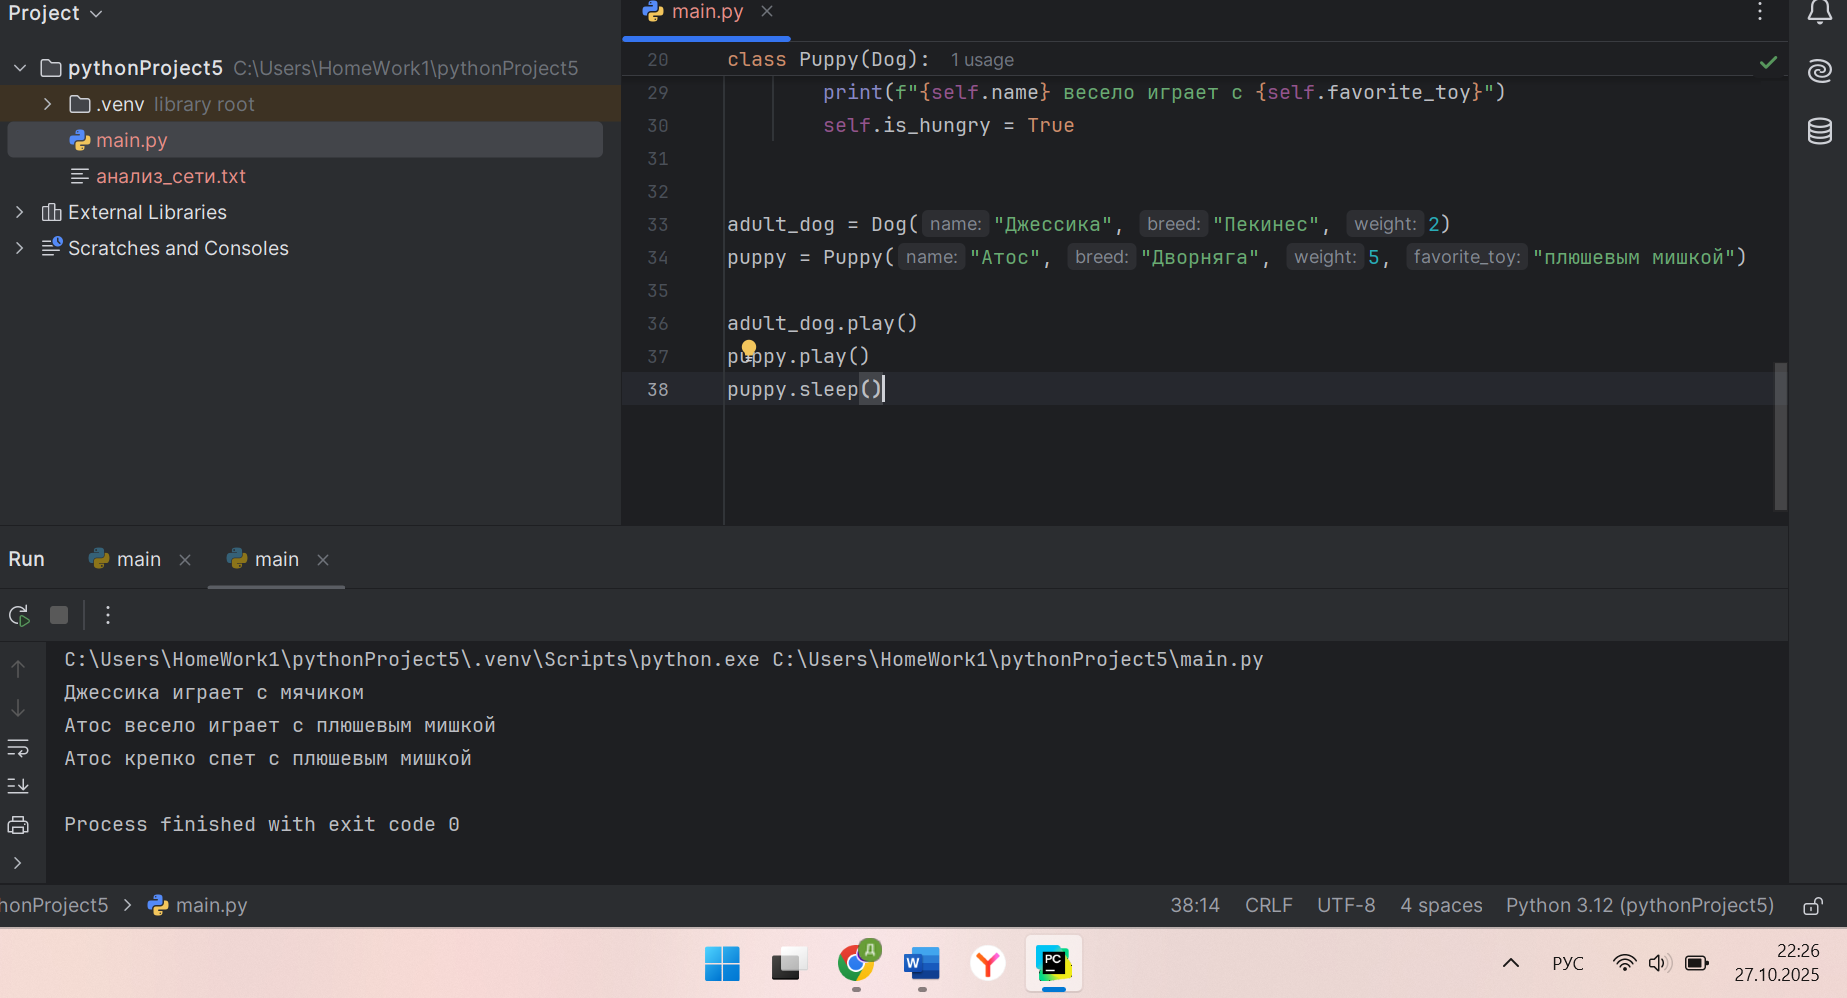 Project
main.py
pythonProject5 C:\Users\HomeWork1\pythonProject5
.venv library root
main.py
анализ_сети.txt
External Libraries
Scratches and Consoles
20 class Puppy(Dog): 1 usage
29 print(f"{self.name} весело играет с {self.favorite_toy}")
30 self.is_hungry = True
31
32
33 adult_dog = Dog( name: "Джессика", breed: "Пекинес", weight: 2)
34 puppy = Puppy( name: "Атос", breed: "Дворняга", weight: 5, favorite_toy: "плюшевым мишкой")
35
36 adult_dog.play()
37 puppy.play()
38 puppy.sleep()
Run main main
C:\Users\HomeWork1\pythonProject5\.venv\Scripts\python.exe C:\Users\HomeWork1\pythonProject5\main.py
Джессика играет с мячиком
Атос весело играет с плюшевым мишкой
Атос крепко спет с плюшевым мишкой
Process finished with exit code 0
honProject5 main.py 38:14 CRLF UTF-8 4 spaces Python 3.12 (pythonProject5)
Д W Y PC РУС 22:26
27.10.2025